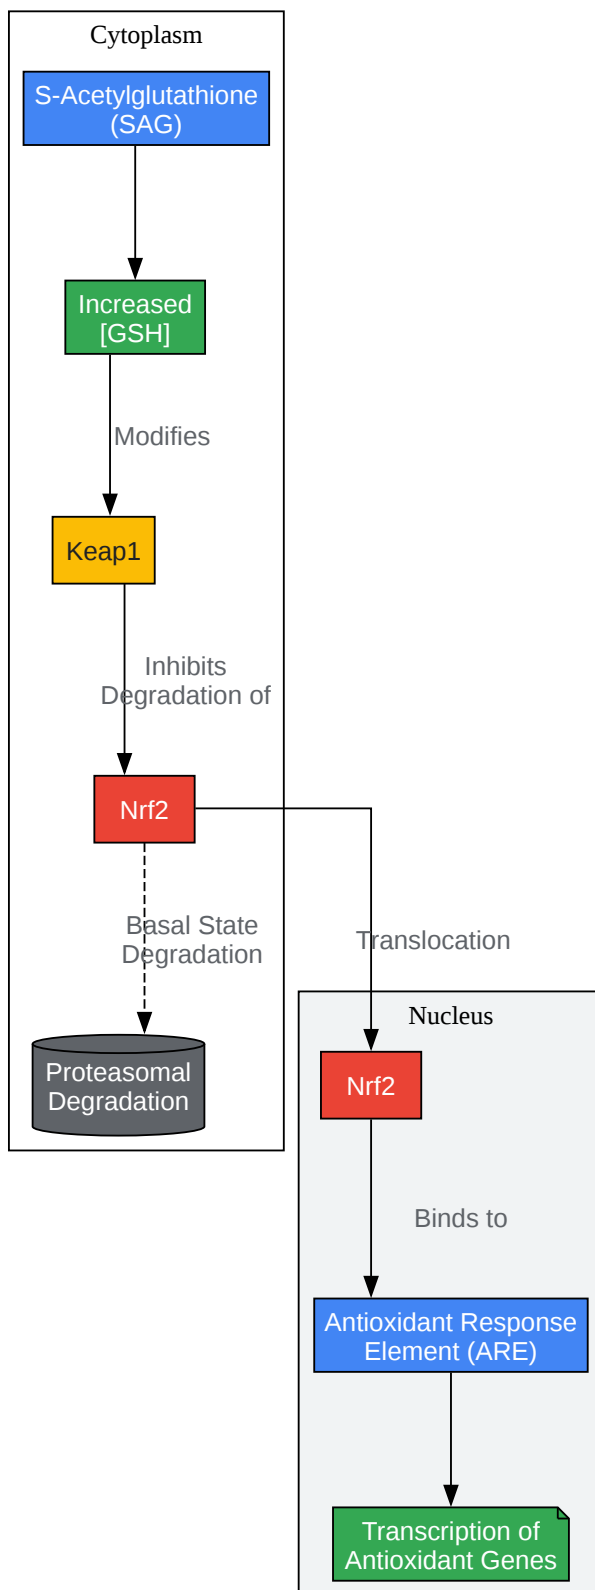 Cytoplasm
S-Acetylglutathione
(SAG)
Increased
[GSH]
Modifies
Keap1
Inhibits
Degradation of
Nrf2
Basal State
Degradation
Translocation
Proteasomal
Degradation
Nucleus
Nrf2
Binds to
Antioxidant Response
Element (ARE)
Transcription of
Antioxidant Genes